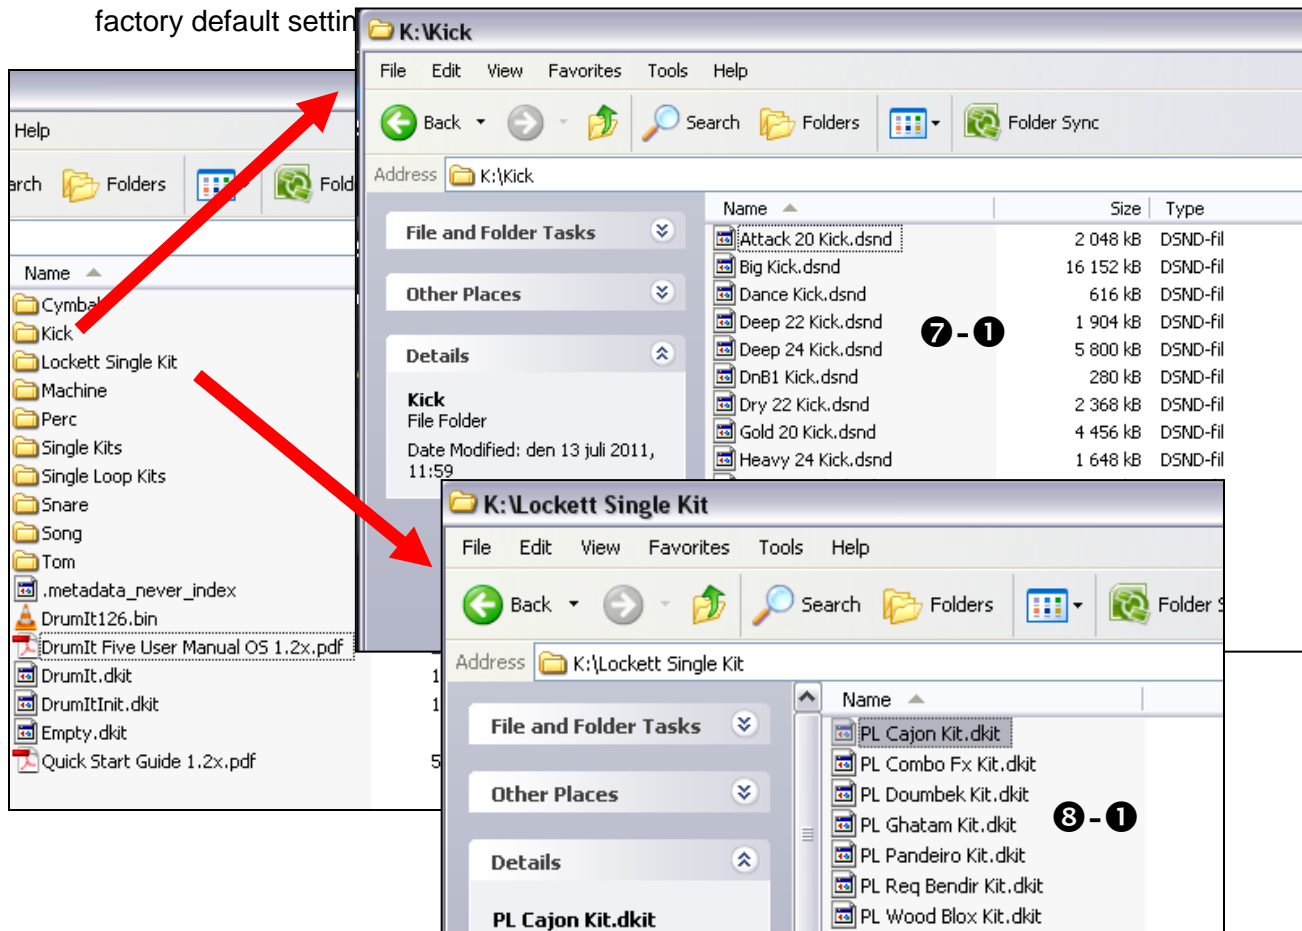 factory default settin
Help
arch Folders Fold
Name
Cymbal
Kick
Lockett Single Kit
Machine
Perc
Single Kits
Single Loop Kits
Snare
Song
Tom
.metadata_never_index
DrumIt126.bin
DrumIt Five User Manual OS 1.2x.pdf
DrumIt.dkit 1
DrumItInit.dkit 1
Empty.dkit
Quick Start Guide 1.2x.pdf 5
K:\Kick
File Edit View Favorites Tools Help
Back Search Folders Folder Sync
Address K:\Kick
File and Folder Tasks
Other Places
Details
Kick
File Folder
Date Modified: den 13 juli 2011,
11:59
Name Size Type
Attack 20 Kick.dsnd 2 048 kB DSND-fil
Big Kick.dsnd 16 152 kB DSND-fil
Dance Kick.dsnd 616 kB DSND-fil
Deep 22 Kick.dsnd 1 904 kB DSND-fil
Deep 24 Kick.dsnd 5 800 kB DSND-fil
DnB1 Kick.dsnd 280 kB DSND-fil
Dry 22 Kick.dsnd 2 368 kB DSND-fil
Gold 20 Kick.dsnd 4 456 kB DSND-fil
Heavy 24 Kick.dsnd 1 648 kB DSND-fil
❼-❶
K:\Lockett Single Kit
File Edit View Favorites Tools Help
Back Search Folders Folder S
Address K:\Lockett Single Kit
File and Folder Tasks
Other Places
Details
PL Cajon Kit.dkit
Name
PL Cajon Kit.dkit
PL Combo Fx Kit.dkit
PL Doumbek Kit.dkit
PL Ghatam Kit.dkit
PL Pandeiro Kit.dkit
PL Req Bendir Kit.dkit
PL Wood Blox Kit.dkit
❽-❶